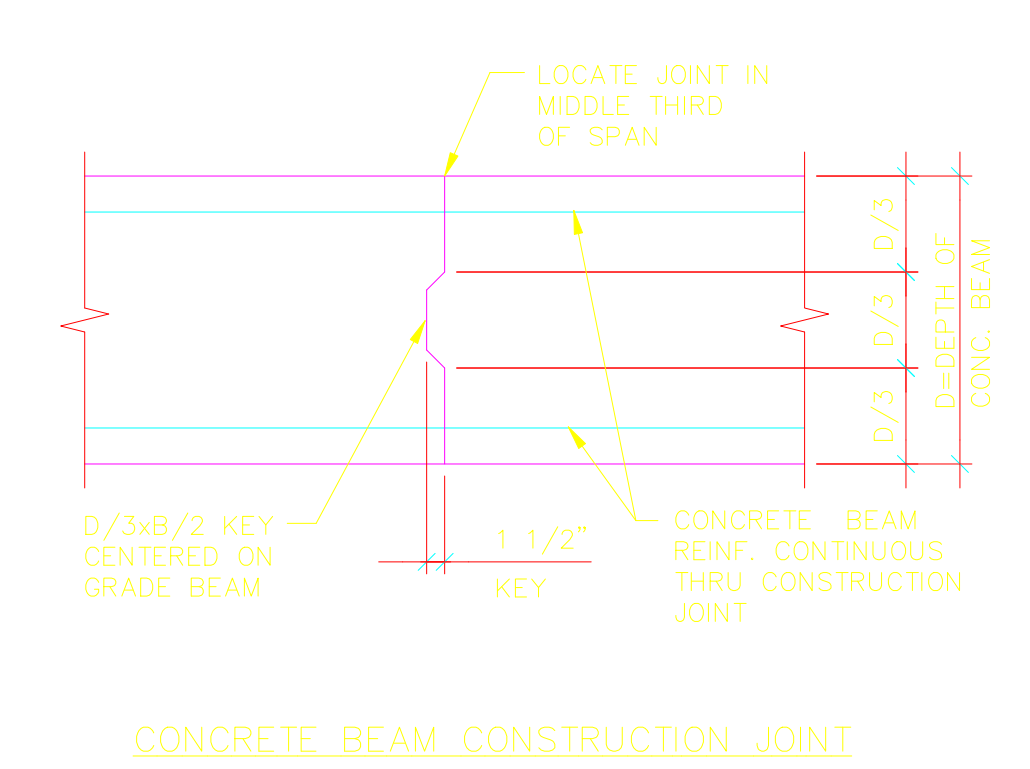 LOCATE JOINT IN
MIDDLE THIRD
OF SPAN
D/3
D/3
D/3
D=DEPTH OF
CONC. BEAM
D/3xB/2 KEY
CENTERED ON
GRADE BEAM
1 1/2"
KEY
CONCRETE BEAM
REINF. CONTINUOUS
THRU CONSTRUCTION
JOINT
CONCRETE BEAM CONSTRUCTION JOINT